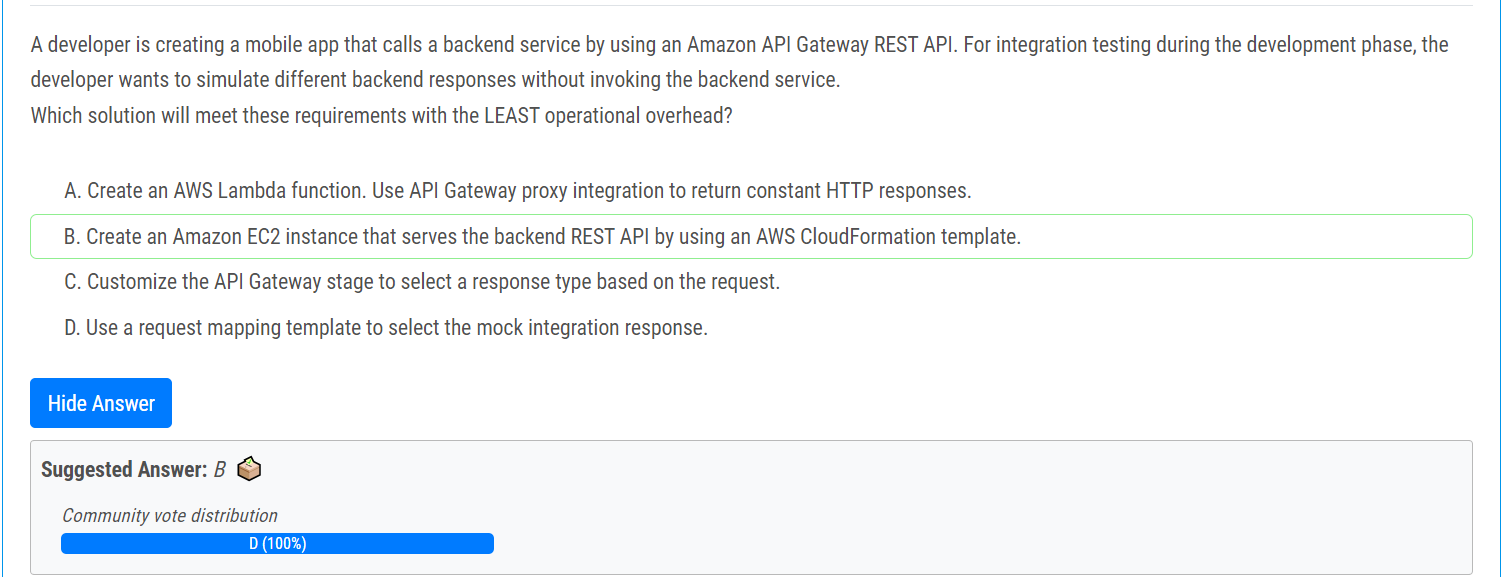 A developer is creating a mobile app that calls a backend service by using an Amazon API Gateway REST API. For integration testing during the development phase, the
developer wants to simulate different backend responses without invoking the backend service.
Which solution will meet these requirements with the LEAST operational overhead?
A. Create an AWS Lambda function. Use API Gateway proxy integration to return constant HTTP responses.
B. Create an Amazon EC2 instance that serves the backend REST API by using an AWS CloudFormation template.
C. Customize the API Gateway stage to select a response type based on the request.
D. Use a request mapping template to select the mock integration response.
Hide Answer
Suggested Answer: B
Community vote distribution
D (100%)